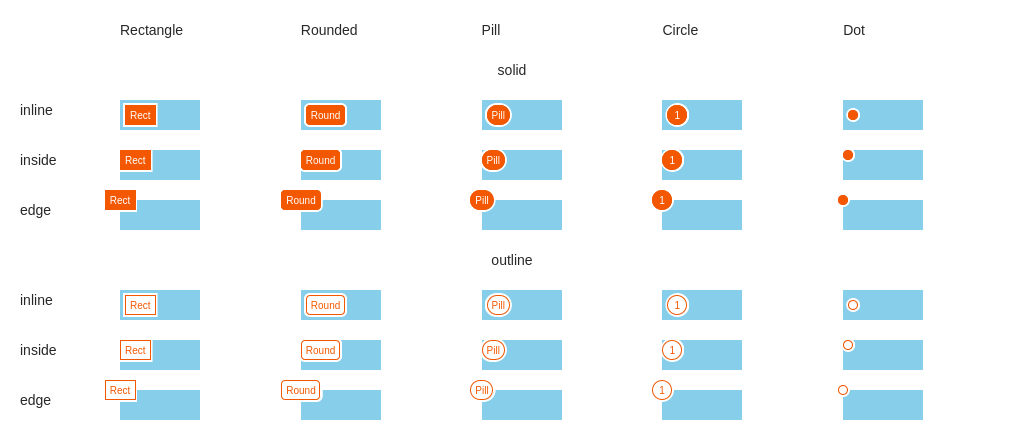 Rectangle Rounded Pill Circle Dot
solid
inline Rect Round Pill 1
inside Rect Round Pill 1
edge Rect Round Pill 1
outline
inline Rect Round Pill 1
inside Rect Round Pill 1
edge Rect Round Pill 1